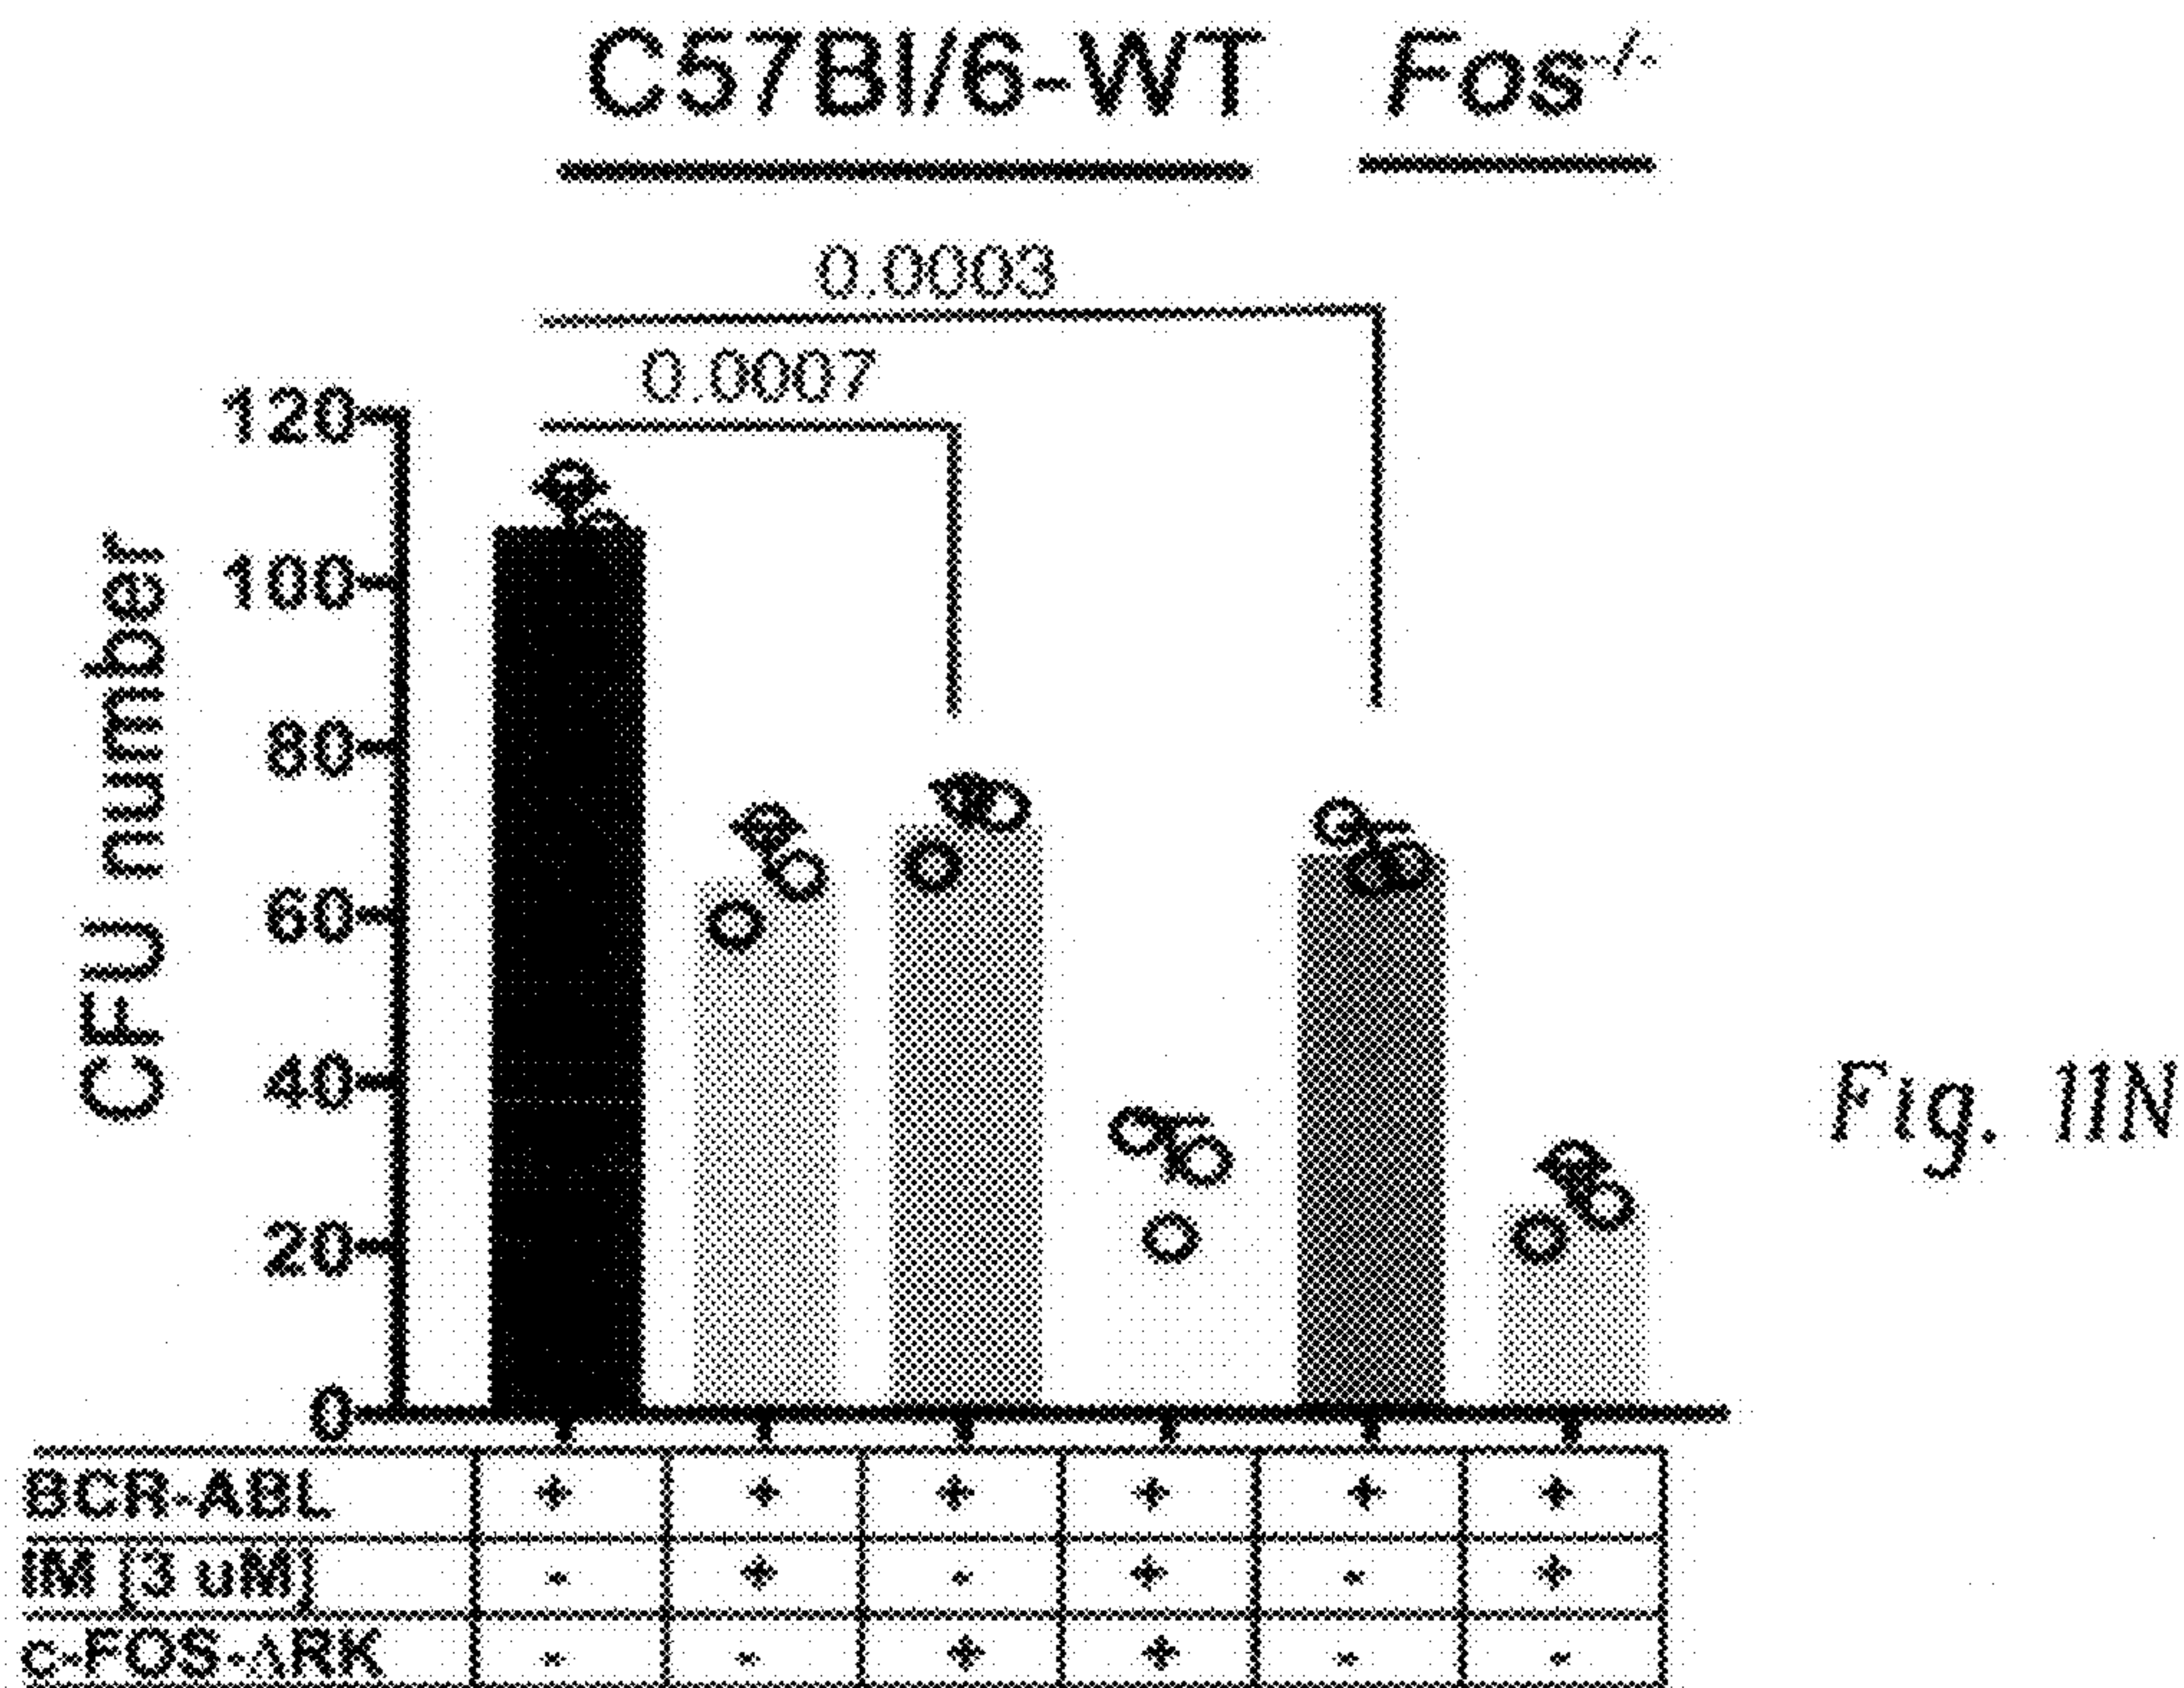 C57Bl/6-WT Fos-/-
0.0003
0.0007
120
100
80
60
40
20
0
CFU number
Fig. 11N
BCR-ABL + + + + + +
IM [3 uM] - + - + - +
c-FOS-ΔRK - - + + - -